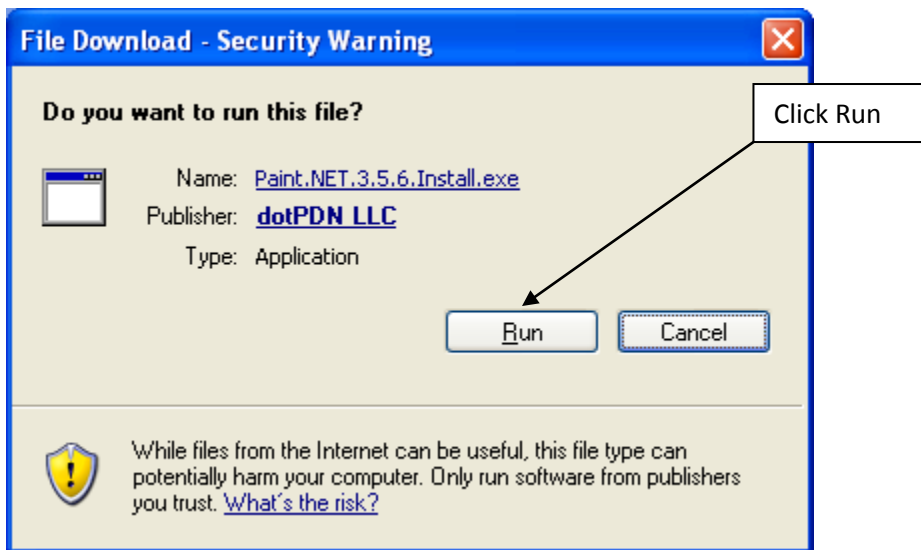 File Download - Security Warning
Do you want to run this file?
Click Run
Name: Paint.NET.3.5.6.Install.exe
Publisher: dotPDN LLC
Type: Application
Run Cancel
While files from the Internet can be useful, this file type can
potentially harm your computer. Only run software from publishers
you trust. What's the risk?